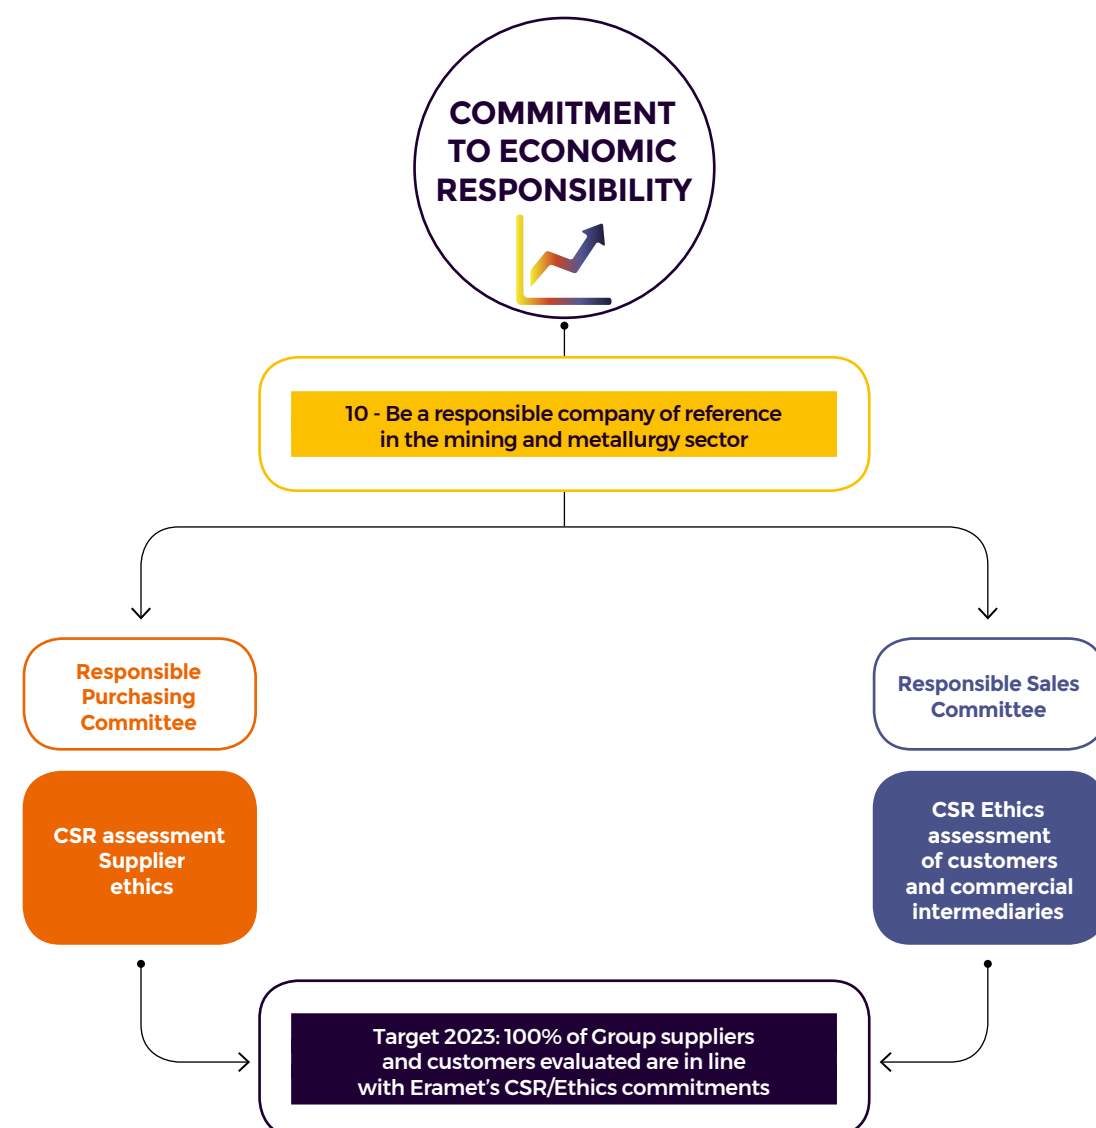 COMMITMENT
TO ECONOMIC
RESPONSIBILITY
10 - Be a responsible company of reference
in the mining and metallurgy sector
Responsible
Purchasing
Committee
Responsible Sales
Committee
CSR assessment
Supplier
ethics
CSR Ethics
assessment
of customers
and commercial
intermediaries
Target 2023: 100% of Group suppliers
and customers evaluated are in line
with Eramet’s CSR/Ethics commitments